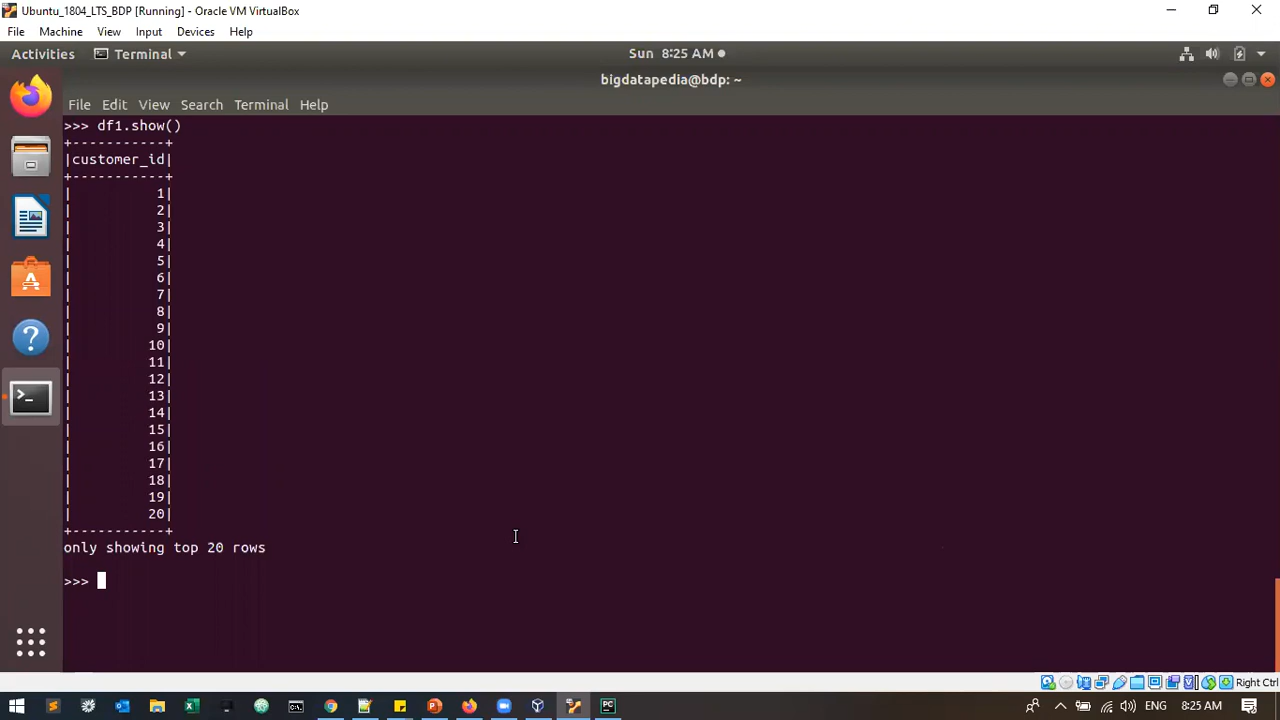 Ubuntu_1804_LTS_BDP [Running] - Oracle VM VirtualBox
File Machine View Input Devices Help
Activities Terminal Sun 8:25 AM
bigdatapedia@bdp: ~
File Edit View Search Terminal Help
>>> df1.show()
+-----------+
|customer_id|
+-----------+
|          1|
|          2|
|          3|
|          4|
|          5|
|          6|
|          7|
|          8|
|          9|
|         10|
|         11|
|         12|
|         13|
|         14|
|         15|
|         16|
|         17|
|         18|
|         19|
|         20|
+-----------+
only showing top 20 rows
>>>
Right Ctrl
ENG 8:25 AM